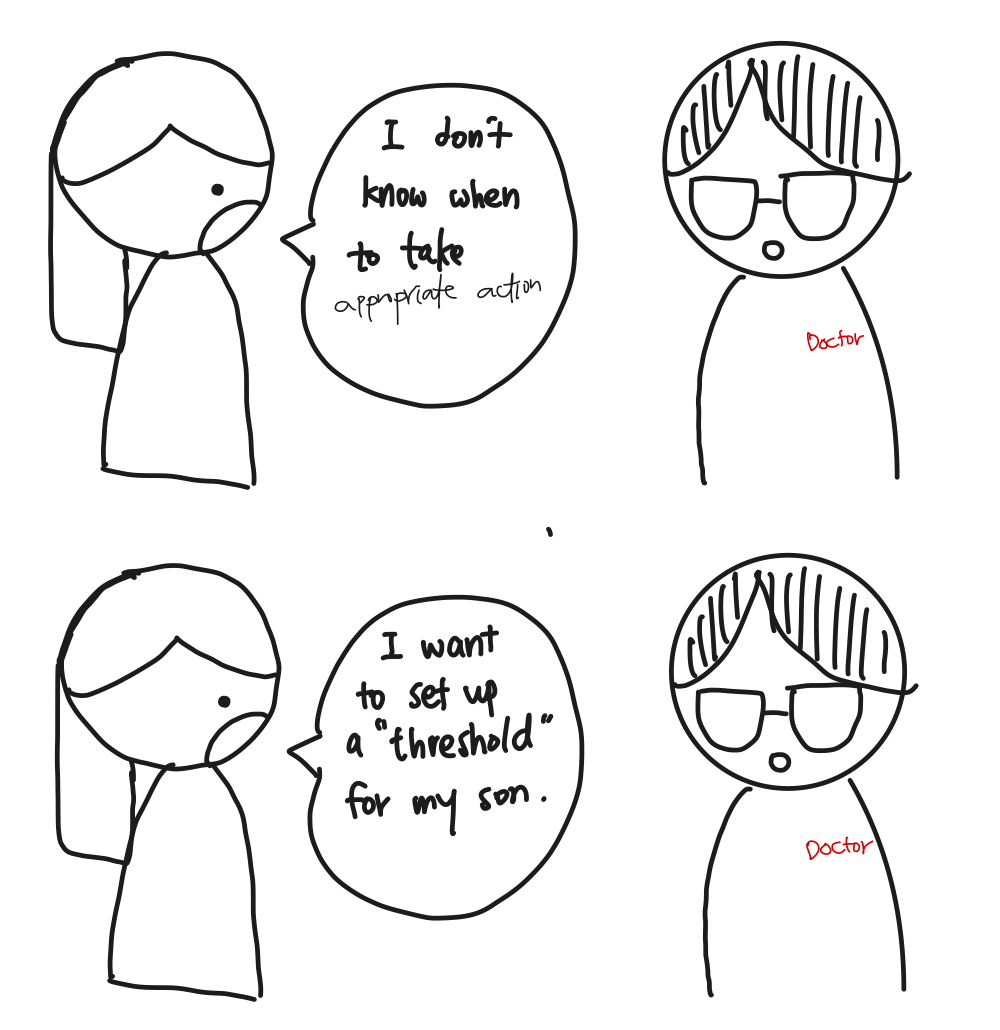 I don't
know when
to take
appropriate action
Doctor
I want
to set up
a "threshold"
for my son.
Doctor